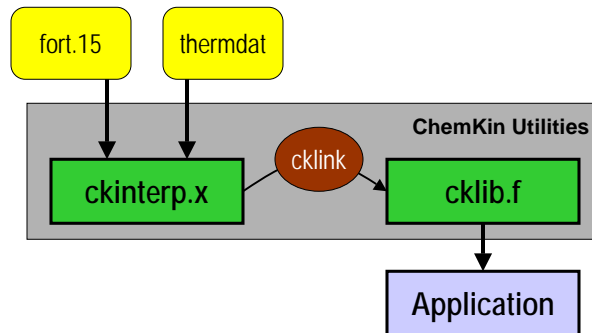 fort.15
thermdat
ChemKin Utilities
cklink
ckinterp.x
cklib.f
Application